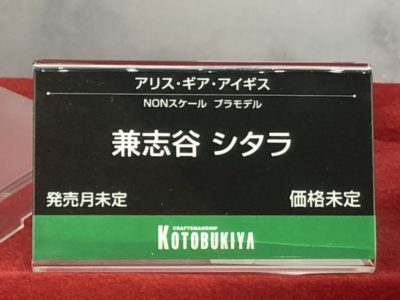 アリス・ギア・アイギス
NONスケール プラモデル
兼志谷 シタラ
発売月未定 価格未定
CRAFTSMANSHIP
KOTOBUKIYA